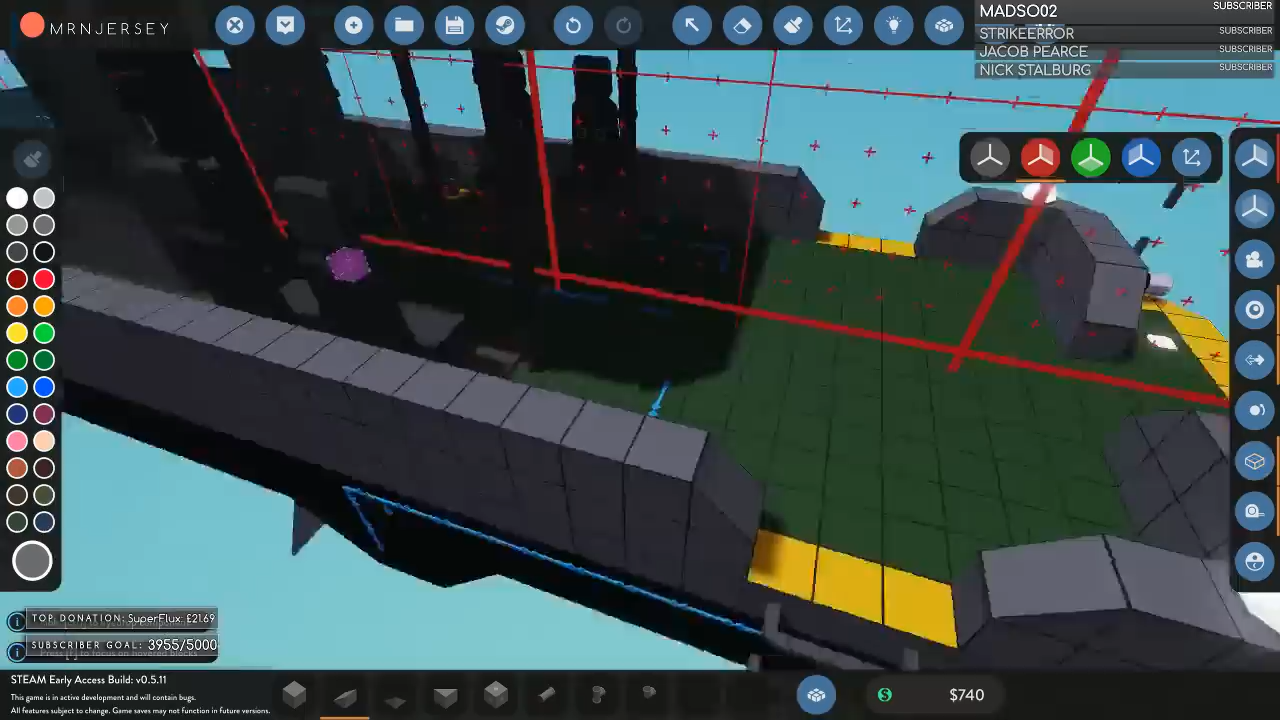 MRNJERSEY
MADSO02 SUBSCRIBER
STRIKEERROR SUBSCRIBER
JACOB PEARCE SUBSCRIBER
NICK STALBURG SUBSCRIBER
TOP DONATION: SuperFlux: £21.69
SUBSCRIBER GOAL: 3955/5000
STEAM Early Access Build: v0.5.11
This game is in active development and will contain bugs.
All features subject to change. Game saves may not function in future versions.
$ $740